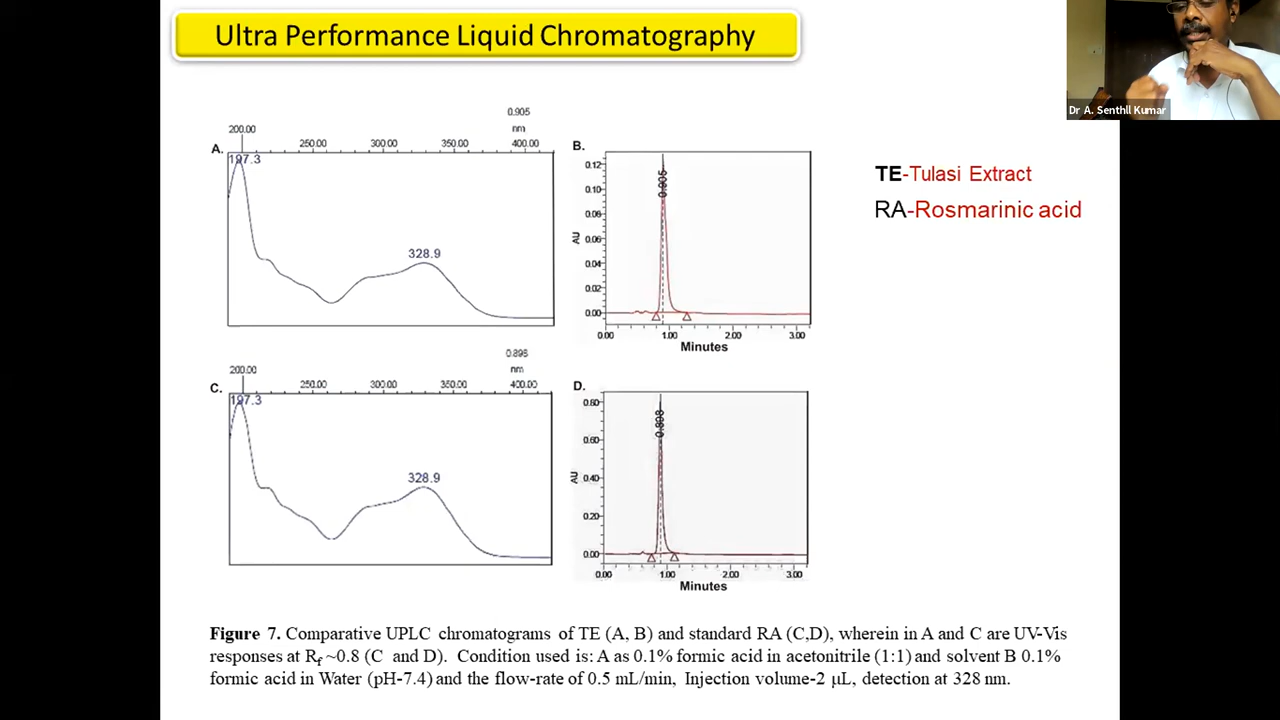 Ultra Performance Liquid Chromatography
Dr A. Senthil Kumar
TE-Tulasi Extract
RA-Rosmarinic acid
A.
0.905
nm
200.00 250.00 300.00 350.00 400.00
197.3
328.9
B.
0.905
0.12
0.10
0.08
0.06
0.04
0.02
0.00
AU
0.00 1.00 2.00 3.00
Minutes
C.
0.898
nm
200.00 250.00 300.00 350.00 400.00
197.3
328.9
D.
0.898
0.80
0.60
0.40
0.20
0.00
AU
0.00 1.00 2.00 3.00
Minutes
Figure 7. Comparative UPLC chromatograms of TE (A, B) and standard RA (C,D), wherein in A and C are UV-Vis
responses at Rf ~0.8 (C and D). Condition used is: A as 0.1% formic acid in acetonitrile (1:1) and solvent B 0.1%
formic acid in Water (pH-7.4) and the flow-rate of 0.5 mL/min, Injection volume-2 µL, detection at 328 nm.